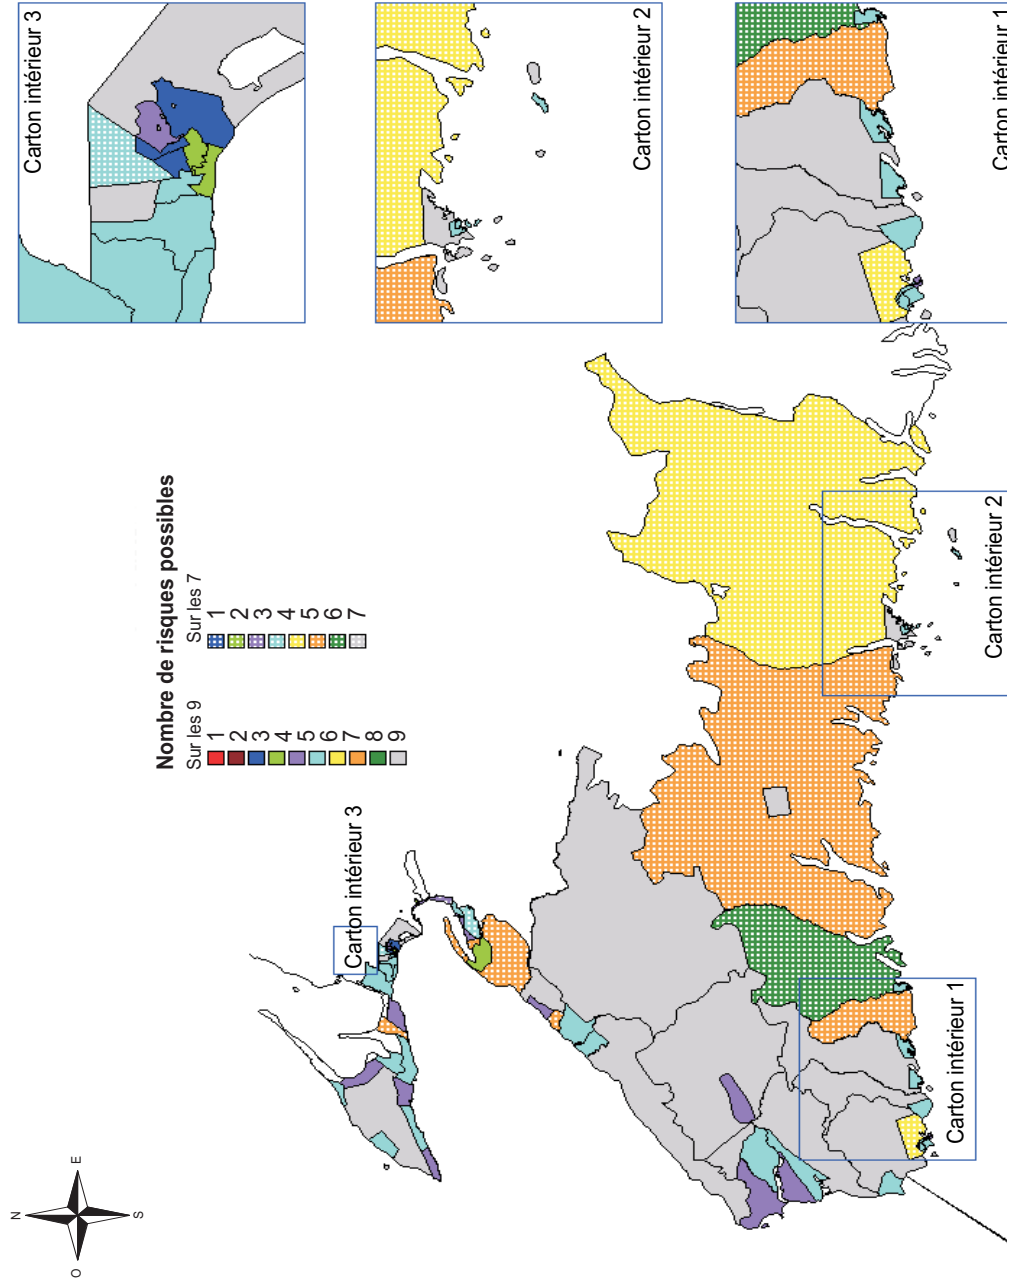 N
O
E
S
Nombre de risques possibles
Sur les 9
1
2
3
4
5
6
7
8
9
Sur les 7
1
2
3
4
5
6
7
Carton intérieur 3
Carton intérieur 1
Carton intérieur 2
Carton intérieur 3
Carton intérieur 2
Carton intérieur 1